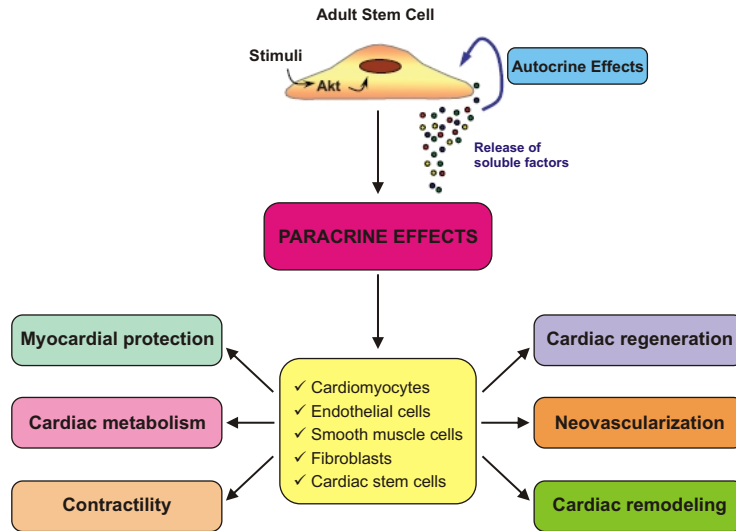 Adult Stem Cell
Stimuli
Akt
Autocrine Effects
Release of
soluble factors
PARACRINE EFFECTS
Myocardial protection
Cardiac metabolism
Contractility
✓ Cardiomyocytes
✓ Endothelial cells
✓ Smooth muscle cells
✓ Fibroblasts
✓ Cardiac stem cells
Cardiac regeneration
Neovascularization
Cardiac remodeling